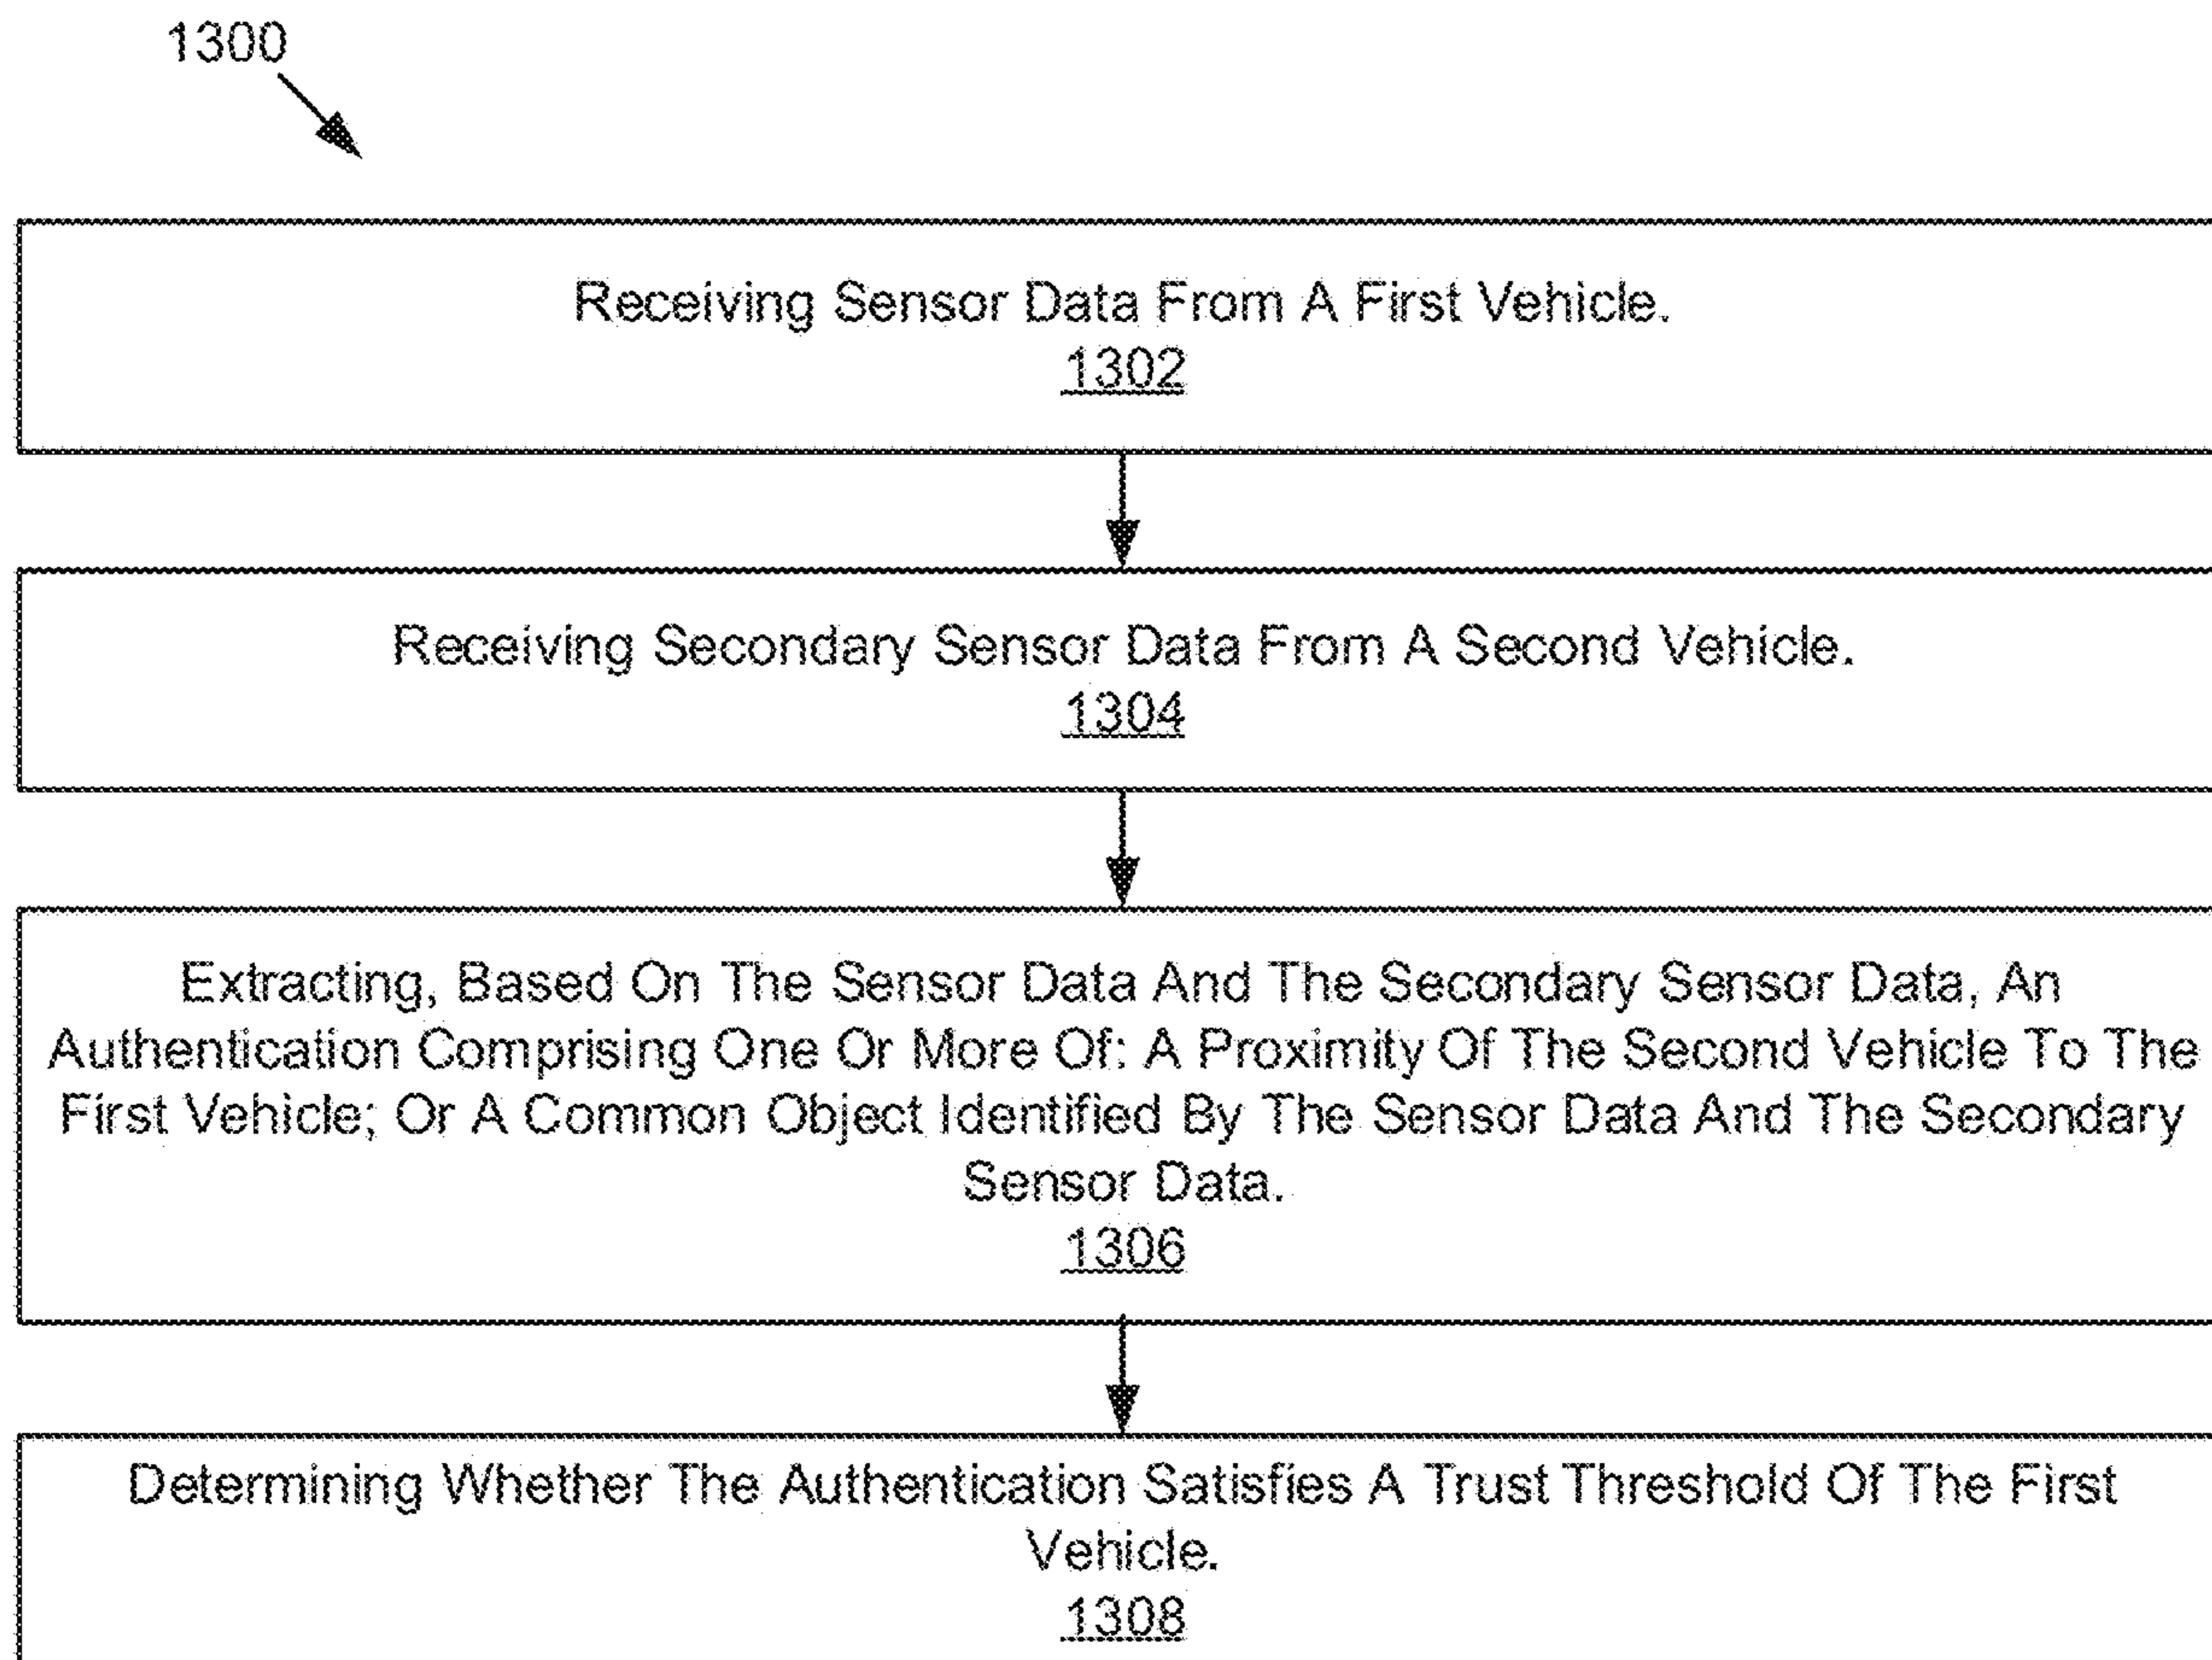 1300
Receiving Sensor Data From A First Vehicle.
1302
Receiving Secondary Sensor Data From A Second Vehicle.
1304
Extracting, Based On The Sensor Data And The Secondary Sensor Data, An
Authentication Comprising One Or More Of: A Proximity Of The Second Vehicle To The
First Vehicle; Or A Common Object Identified By The Sensor Data And The Secondary
Sensor Data.
1306
Determining Whether The Authentication Satisfies A Trust Threshold Of The First
Vehicle.
1308